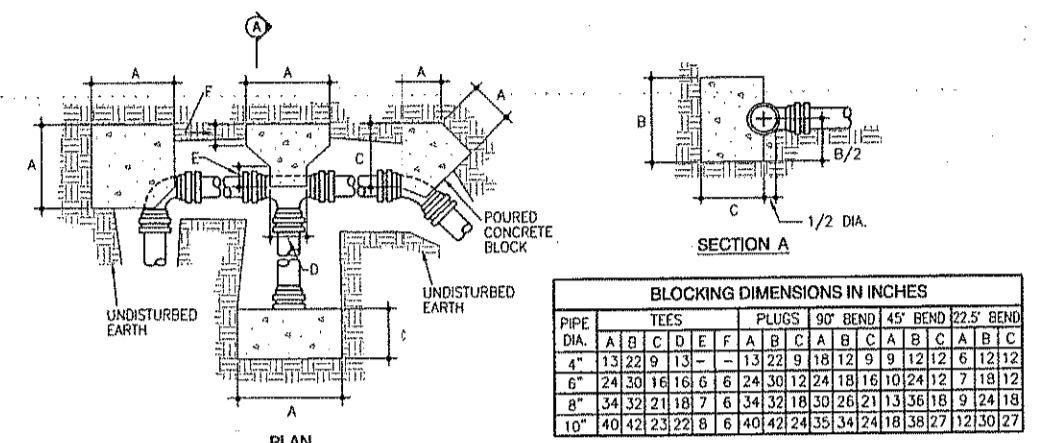 A
A
A
A
A
F
A
E
C
POURED
CONCRETE
BLOCK
D
UNDISTURBED
EARTH
UNDISTURBED
EARTH
C
A
PLAN
B
B/2
C
1/2 DIA.
SECTION A
BLOCKING DIMENSIONS IN INCHES
PIPE DIA. TEES PLUGS 90° BEND 45° BEND 22.5° BEND
A B C D E F A B C A B C A B C A B C
4" 13 22 9 13 - - 13 22 9 18 12 9 9 12 12 6 12 12
6" 24 30 16 16 6 6 24 30 12 24 18 16 10 24 12 7 18 12
8" 34 32 21 18 7 6 34 32 18 30 26 21 13 36 18 9 24 18
10" 40 42 23 22 8 6 40 42 24 35 34 24 18 38 27 12 30 27